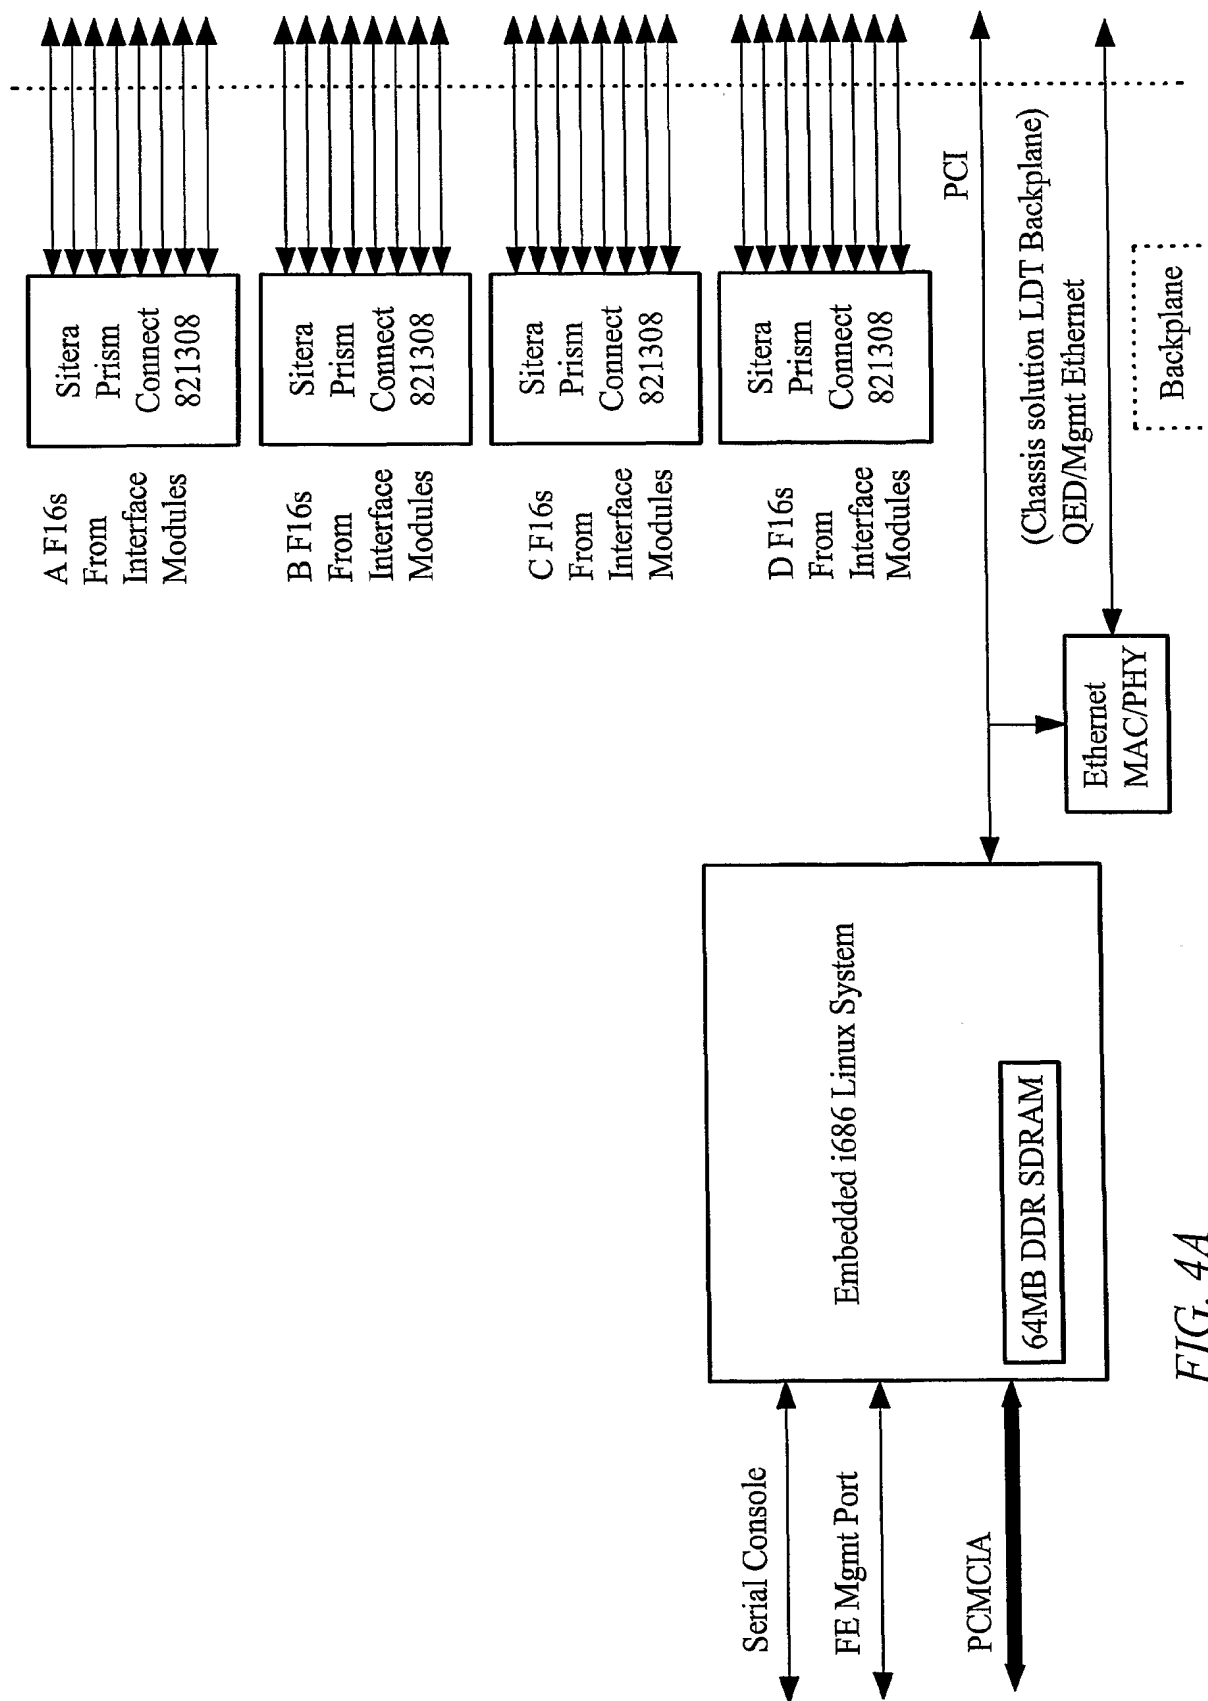 A F16s
From
Interface
Modules
Sitera
Prism
Connect
821308
B F16s
From
Interface
Modules
Sitera
Prism
Connect
821308
C F16s
From
Interface
Modules
Sitera
Prism
Connect
821308
D F16s
From
Interface
Modules
Sitera
Prism
Connect
821308
PCI
(Chassis solution LDT Backplane)
QED/Mgmt Ethernet
Backplane
Ethernet
MAC/PHY
Embedded i686 Linux System
64MB DDR SDRAM
Serial Console
FE Mgmt Port
PCMCIA
FIG. 4A